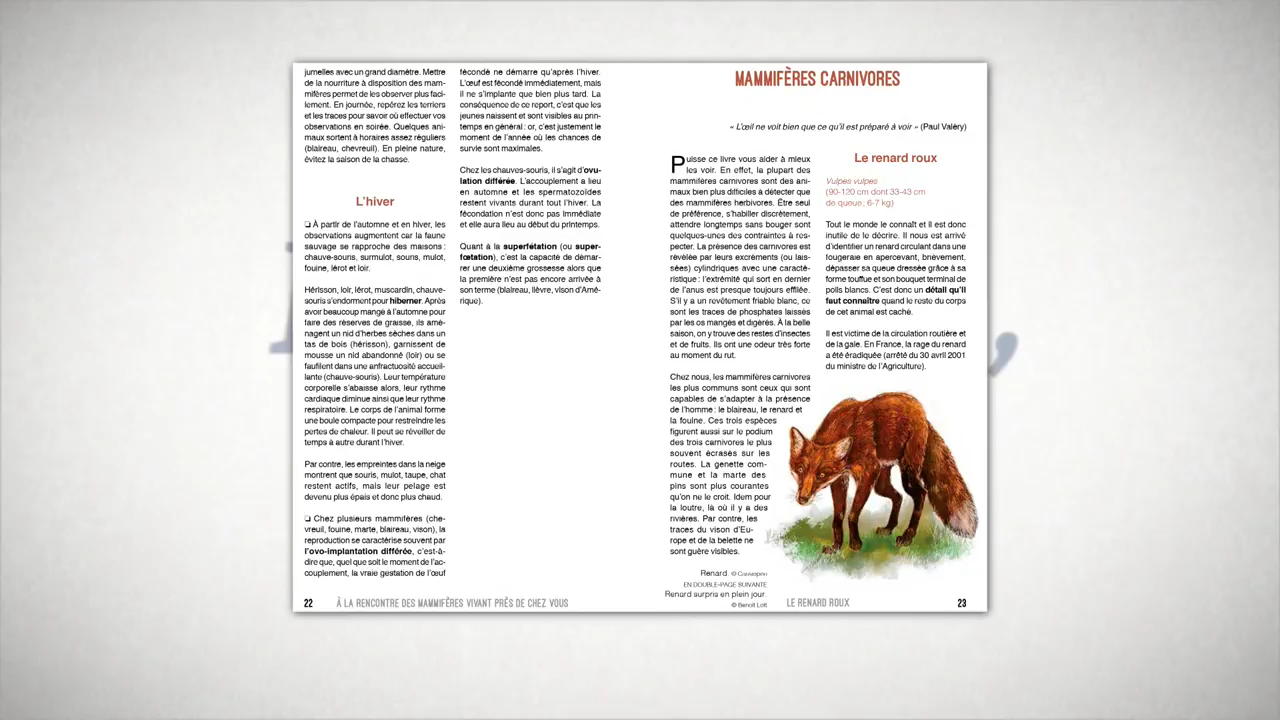 jumelles avec un grand diamètre. Mettre
de la nourriture à disposition des mam-
mifères permet de les observer plus faci-
lement. En journée, repérez les terriers
et les traces pour savoir où effectuer vos
observations en soirée. Quelques ani-
maux sortent à horaires assez réguliers
(blaireau, chevreuil). En pleine nature,
évitez la saison de la chasse.
L'hiver
❏ À partir de l'automne et en hiver, les
observations augmentent car la faune
sauvage se rapproche des maisons :
chauve-souris, surmulot, souris, mulot,
fouine, lérot et loir.
Hérisson, loir, lérot, muscardin, chauve-
souris s'endorment pour hiberner. Après
avoir beaucoup mangé à l'automne pour
faire des réserves de graisse, ils amé-
nagent un nid d'herbes sèches dans un
tas de bois (hérisson), garnissent de
mousse un nid abandonné (loir) ou se
faufilent dans une anfractuosité accueil-
lante (chauve-souris). Leur température
corporelle s'abaisse alors, leur rythme
cardiaque diminue ainsi que leur rythme
respiratoire. Le corps de l'animal forme
une boule compacte pour restreindre les
pertes de chaleur. Il peut se réveiller de
temps à autre durant l'hiver.
Par contre, les empreintes dans la neige
montrent que souris, mulot, taupe, chat
restent actifs, mais leur pelage est
devenu plus épais et donc plus chaud.
❏ Chez plusieurs mammifères (che-
vreuil, fouine, marte, blaireau, vison), la
reproduction se caractérise souvent par
l'ovo-implantation différée, c'est-à-
dire que, quel que soit le moment de l'ac-
couplement, la vraie gestation de l'œuf
fécondé ne démarre qu'après l'hiver.
L'œuf est fécondé immédiatement, mais
il ne s'implante que bien plus tard. La
conséquence de ce report, c'est que les
jeunes naissent et sont visibles au prin-
temps en général : or, c'est justement le
moment de l'année où les chances de
survie sont maximales.
Chez les chauves-souris, il s'agit d'ovu-
lation différée. L'accouplement a lieu
en automne et les spermatozoïdes
restent vivants durant tout l'hiver. La
fécondation n'est donc pas immédiate
et elle aura lieu au début du printemps.
Quant à la superfétation (ou super-
fœtation), c'est la capacité de démar-
rer une deuxième grossesse alors que
la première n'est pas encore arrivée à
son terme (blaireau, lièvre, vison d'Amé-
rique).
22 À LA RENCONTRE DES MAMMIFÈRES VIVANT PRÈS DE CHEZ VOUS
MAMMIFÈRES CARNIVORES
« L'œil ne voit bien que ce qu'il est préparé à voir » (Paul Valéry)
Puisse ce livre vous aider à mieux
les voir. En effet, la plupart des
mammifères carnivores sont des ani-
maux bien plus difficiles à détecter que
des mammifères herbivores. Être seul
de préférence, s'habiller discrètement,
attendre longtemps sans bouger sont
quelques-unes des contraintes à res-
pecter. La présence des carnivores est
révélée par leurs excréments (ou lais-
sées) cylindriques avec une caracté-
ristique : l'extrémité qui sort en dernier
de l'anus est presque toujours effilée.
S'il y a un revêtement friable blanc, ce
sont les traces de phosphates laissés
par les os mangés et digérés. À la belle
saison, on y trouve des restes d'insectes
et de fruits. Ils ont une odeur très forte
au moment du rut.
Chez nous, les mammifères carnivores
les plus communs sont ceux qui sont
capables de s'adapter à la présence
de l'homme : le blaireau, le renard et
la fouine. Ces trois espèces
figurent aussi sur le podium
des trois carnivores le plus
souvent écrasés sur les
routes. La genette com-
mune et la marte des
pins sont plus courantes
qu'on ne le croit. Idem pour
la loutre, là où il y a des
rivières. Par contre, les
traces du vison d'Eu-
rope et de la belette ne
sont guère visibles.
Le renard roux
Vulpes vulpes
(90-120 cm dont 33-43 cm
de queue ; 6-7 kg)
Tout le monde le connaît et il est donc
inutile de le décrire. Il nous est arrivé
d'identifier un renard circulant dans une
fougeraie en apercevant, brièvement,
dépasser sa queue dressée grâce à sa
forme touffue et son bouquet terminal de
poils blancs. C'est donc un détail qu'il
faut connaître quand le reste du corps
de cet animal est caché.
Il est victime de la circulation routière et
de la gale. En France, la rage du renard
a été éradiquée (arrêté du 30 avril 2001
du ministre de l'Agriculture).
Renard.
EN DOUBLE-PAGE SUIVANTE
Renard surpris en plein jour.
© Benoît Lott
LE RENARD ROUX 23